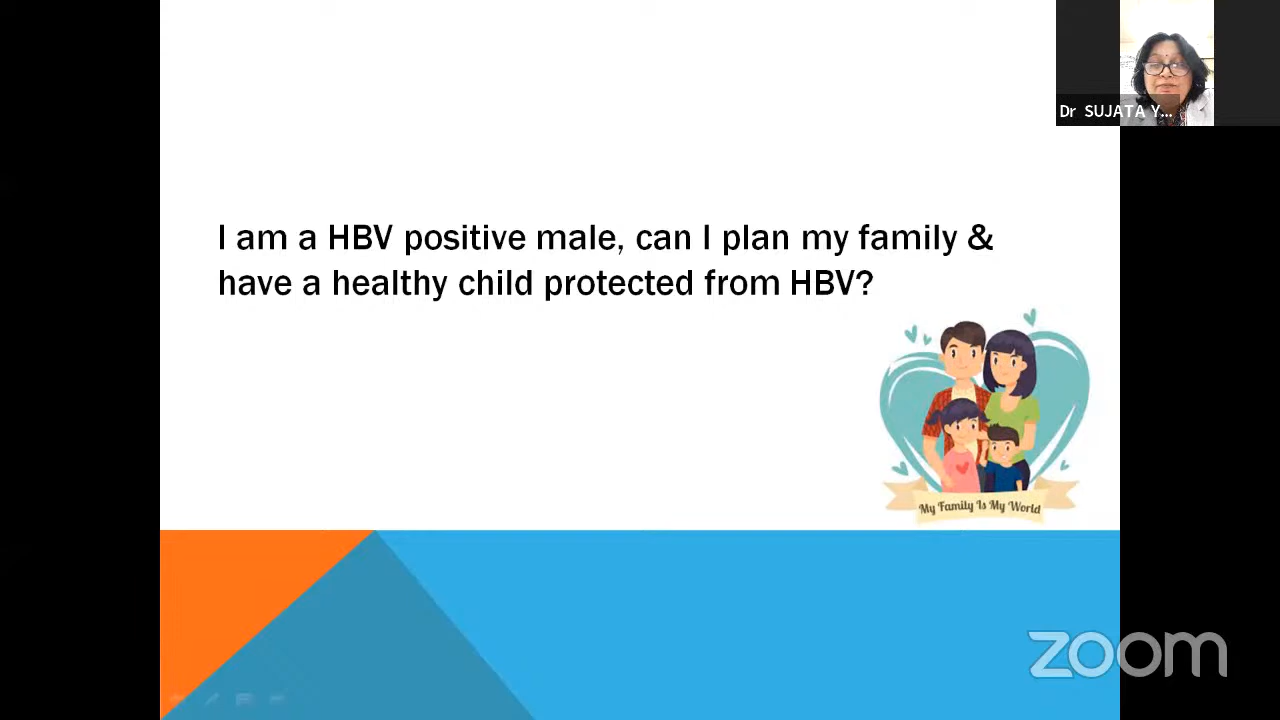 Dr SUJATA Y...
I am a HBV positive male, can I plan my family &
have a healthy child protected from HBV?
My Family Is My World
zoom